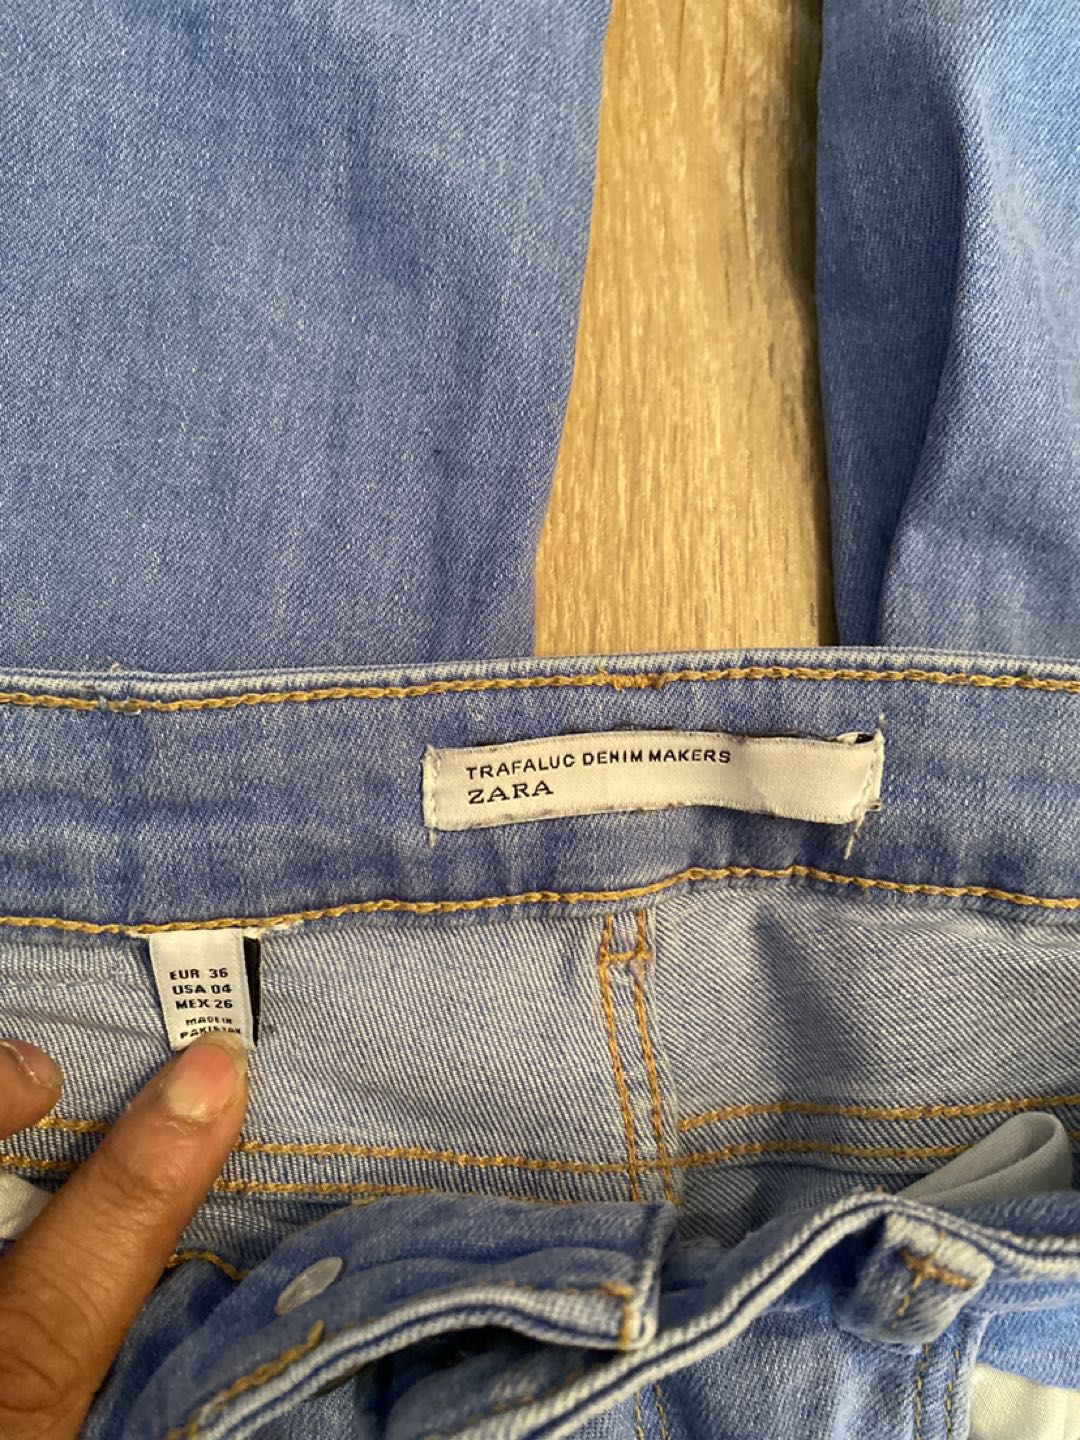 TRAFALUC DENIM MAKERS
ZARA
EUR 36
USA 04
MEX 26
MADE IN
PAKISTAN